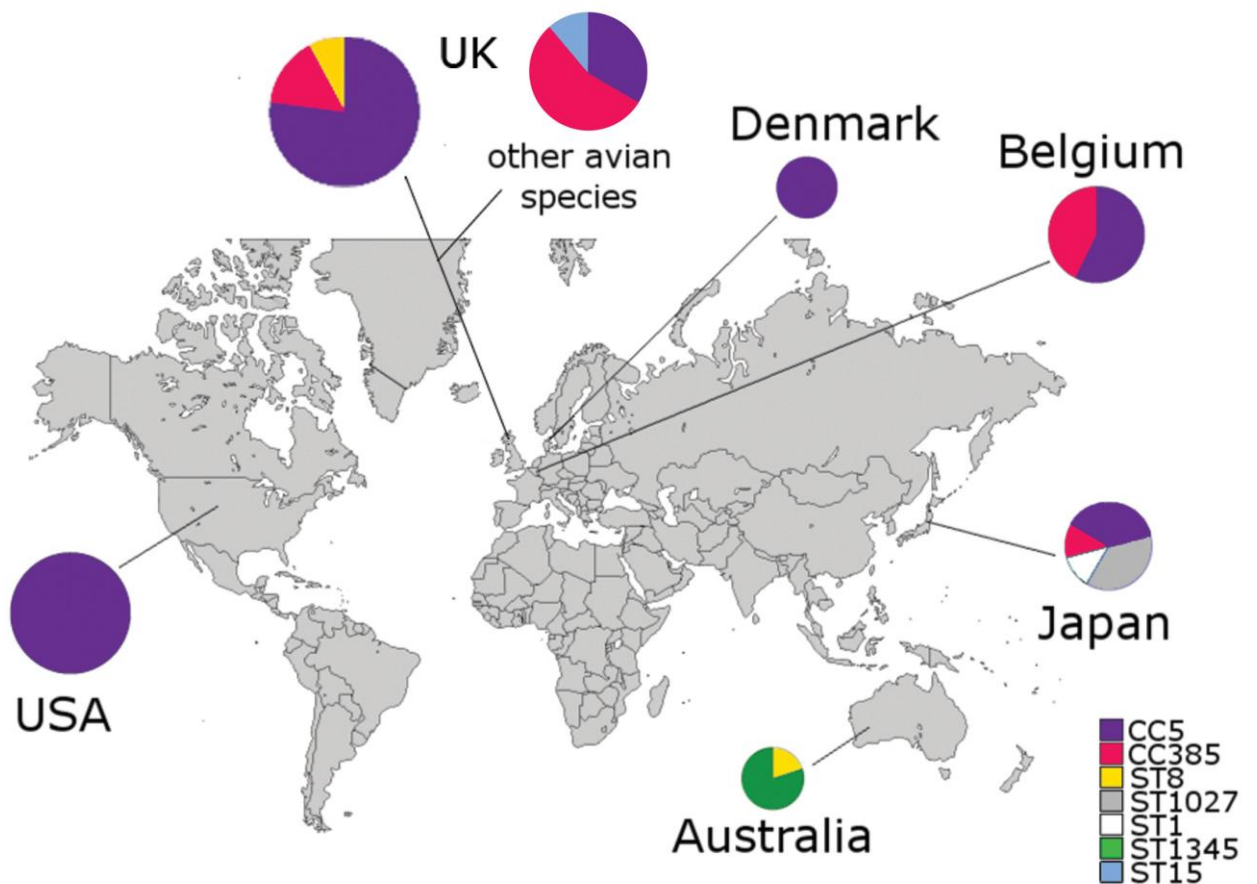 UK
other avian
species
Denmark
Belgium
USA
Japan
Australia
CC5
CC385
ST8
ST1027
ST1
ST1345
ST15